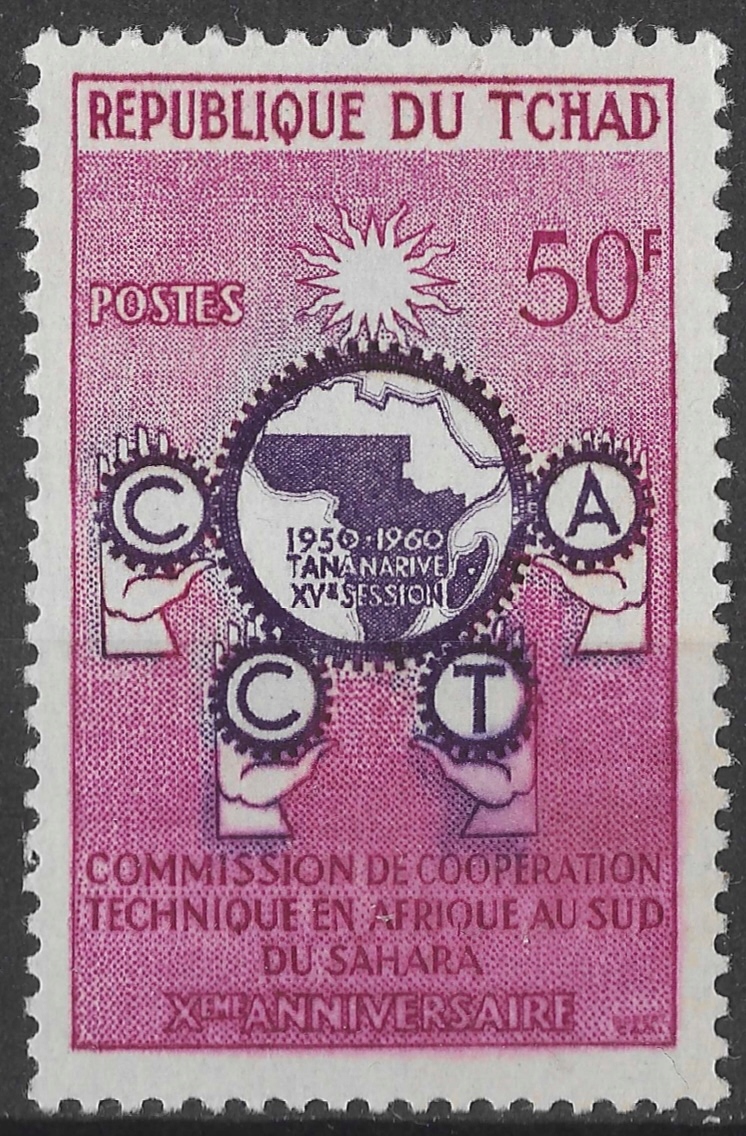 REPUBLIQUE DU TCHAD
50F
POSTES
C
A
1950·1960
TANANARIVE
XVE SESSION
C
T
COMMISSION DE COOPERATION
TECHNIQUE EN AFRIQUE AU SUD
DU SAHARA
XEME ANNIVERSAIRE